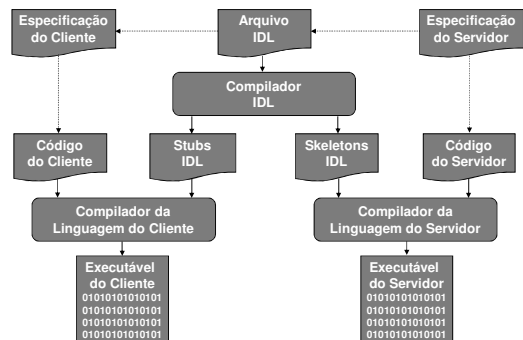 Especificação
do Cliente
Arquivo
IDL
Especificação
do Servidor
Compilador
IDL
Código
do Cliente
Stubs
IDL
Skeletons
IDL
Código
do Servidor
Compilador da
Linguagem do Cliente
Compilador da
Linguagem do Servidor
Executável
do Cliente
01010101010101
01010101010101
01010101010101
01010101010101
Executável
do Servidor
01010101010101
01010101010101
01010101010101
01010101010101